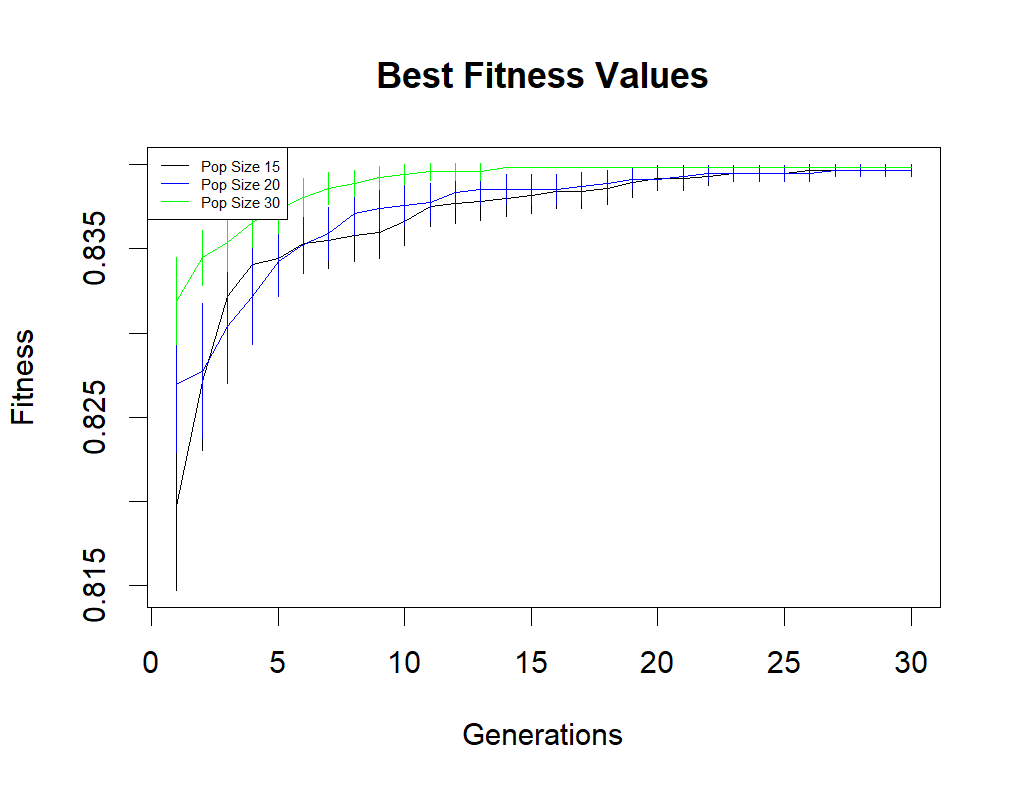 Best Fitness Values
Pop Size 15
Pop Size 20
Pop Size 30
Fitness
0.835
0.825
0.815
0 5 10 15 20 25 30
Generations